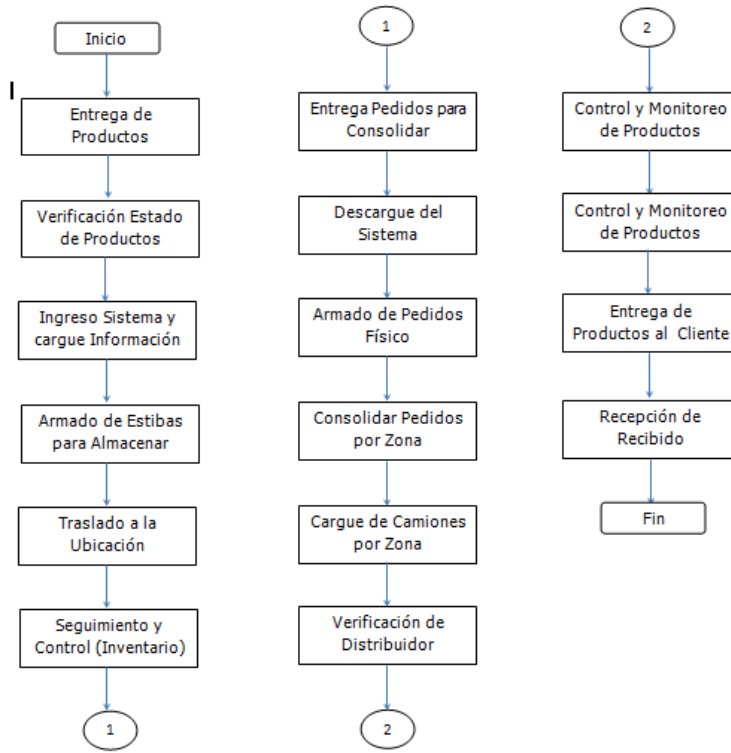 Inicio
Entrega de
Productos
Verificación Estado
de Productos
Ingreso Sistema y
cargue Información
Armado de Estibas
para Almacenar
Traslado a la
Ubicación
Seguimiento y
Control (Inventario)
1
1
Entrega Pedidos para
Consolidar
Descargue del
Sistema
Armado de Pedidos
Físico
Consolidar Pedidos
por Zona
Cargue de Camiones
por Zona
Verificación de
Distribuidor
2
2
Control y Monitoreo
de Productos
Control y Monitoreo
de Productos
Entrega de
Productos al Cliente
Recepción de
Recibido
Fin